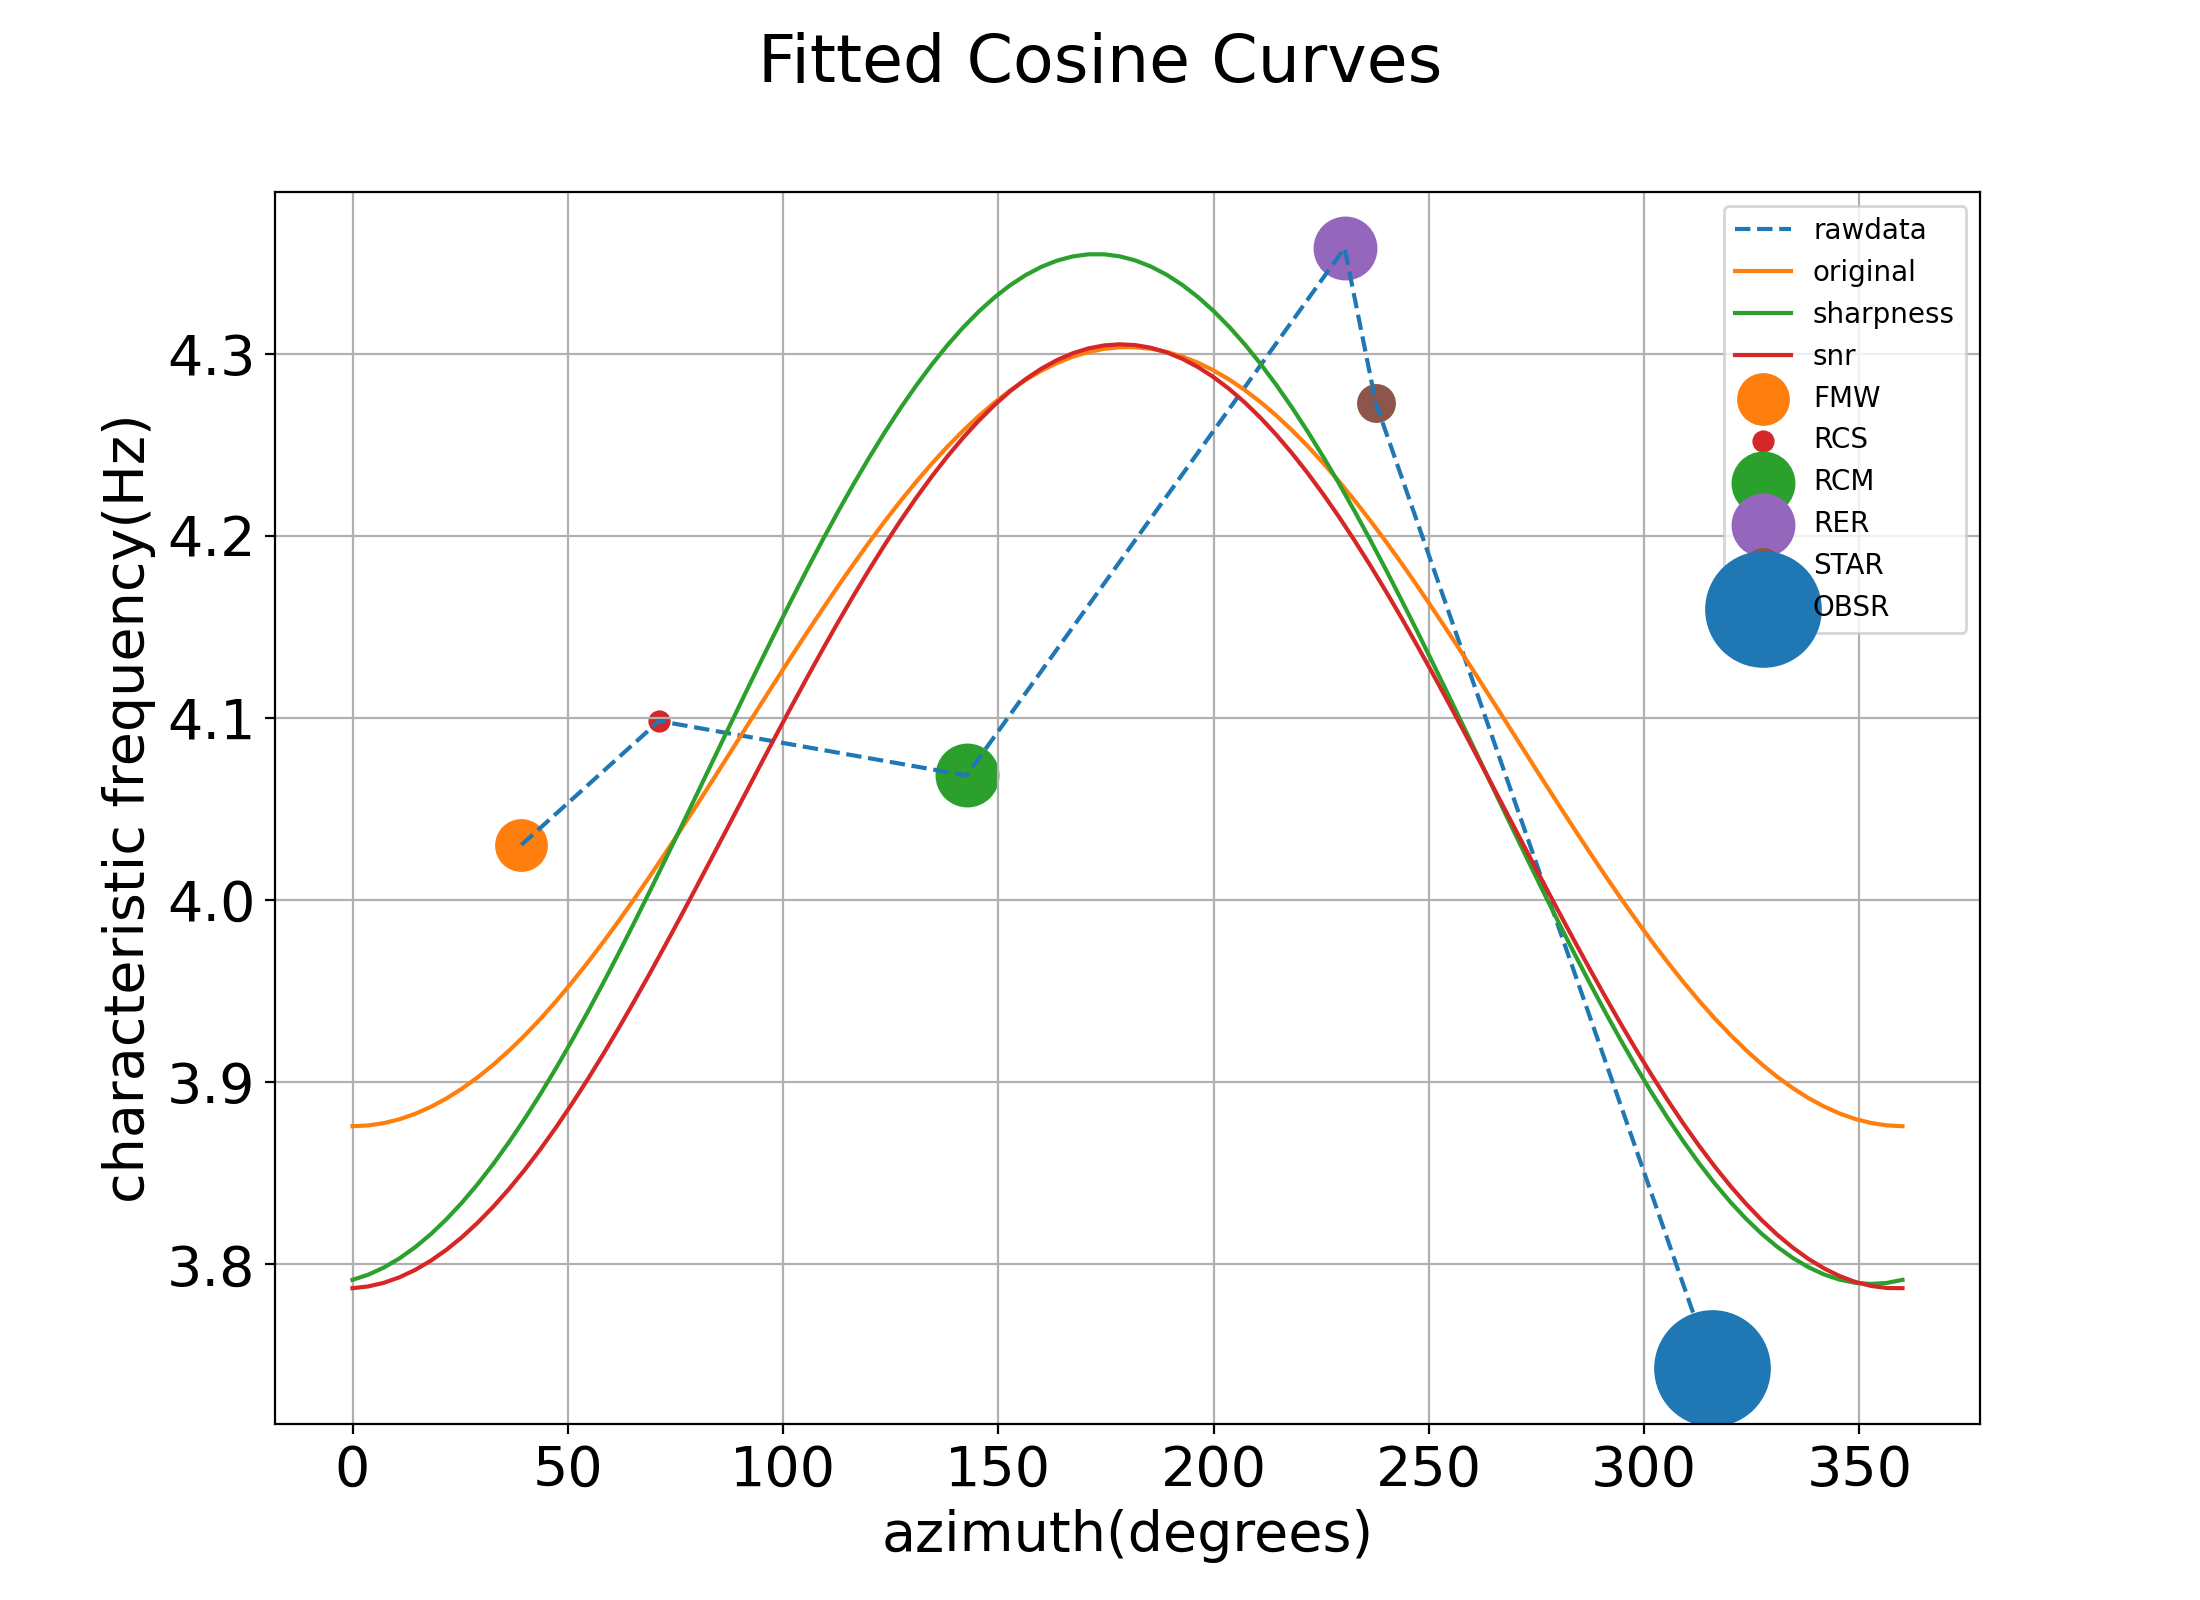 Fitted Cosine Curves
characteristic frequency(Hz)
4.3
4.2
4.1
4.0
3.9
3.8
rawdata
original
sharpness
snr
FMW
RCS
RCM
RER
STAR
OBSR
0 50 100 150 200 250 300 350
azimuth(degrees)